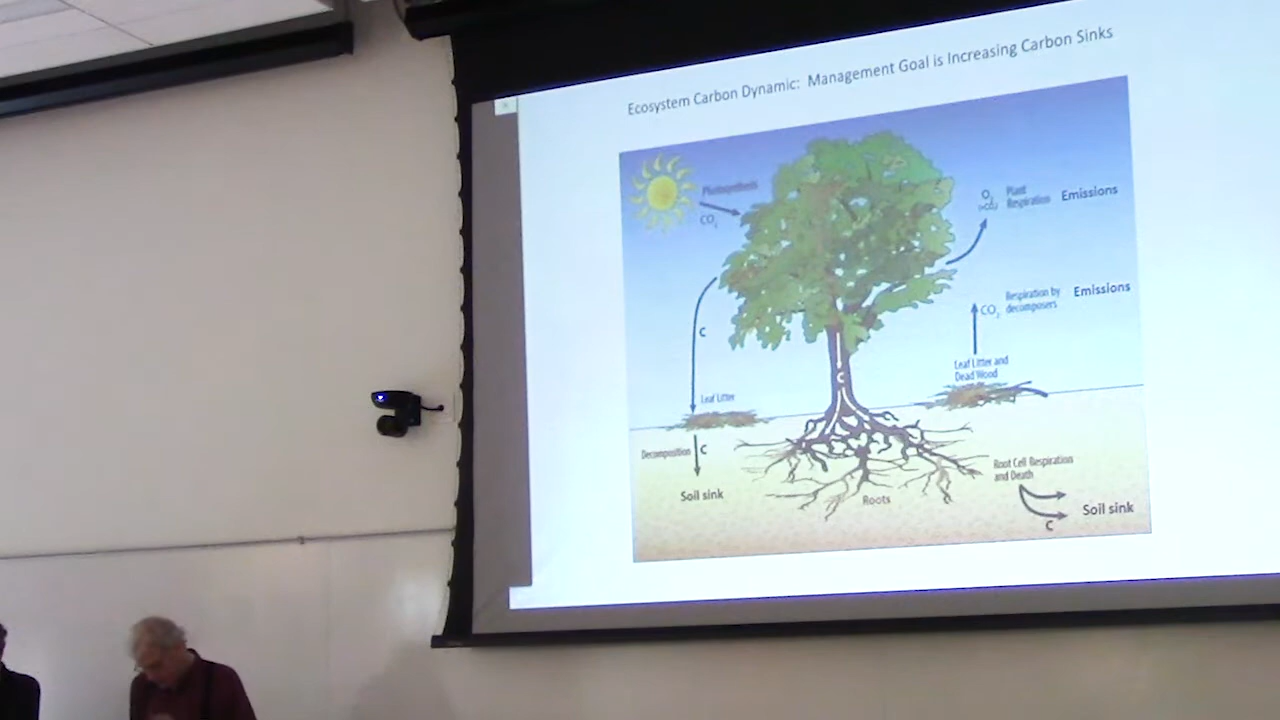 Ecosystem Carbon Dynamic: Management Goal is Increasing Carbon Sinks
Photosynthesis
CO2
O2
Plant
Respiration
Emissions
Respiration by
decomposers
Emissions
CO2
C
C
Leaf Litter and
Dead Wood
Leaf Litter
Decomposition
C
Root Cell Respiration
and Death
Soil sink
Roots
Soil sink
C